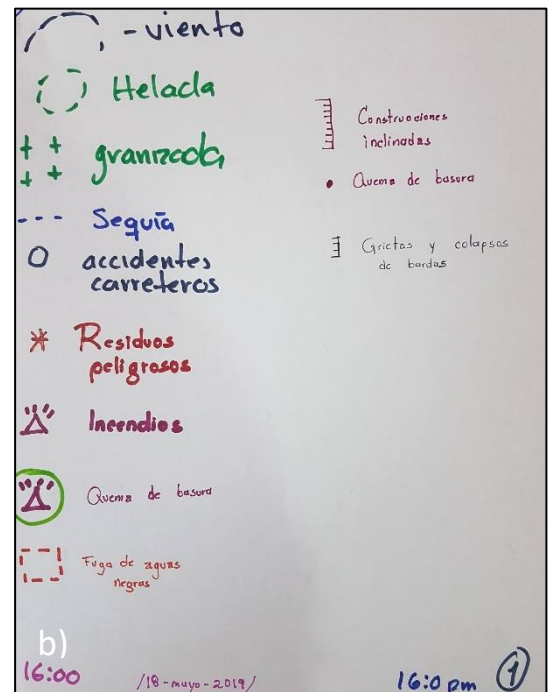 - viento
Helada
granizada
Sequía
accidentes
carreteros
Residuos
peligrosos
Incendios
Quema de basura
Fuga de aguas
negras
Construcciones
inclinadas
Quema de basura
Grietas y colapsos
de bardas
b)
16:00
/18-mayo-2019/
16:0 pm
1